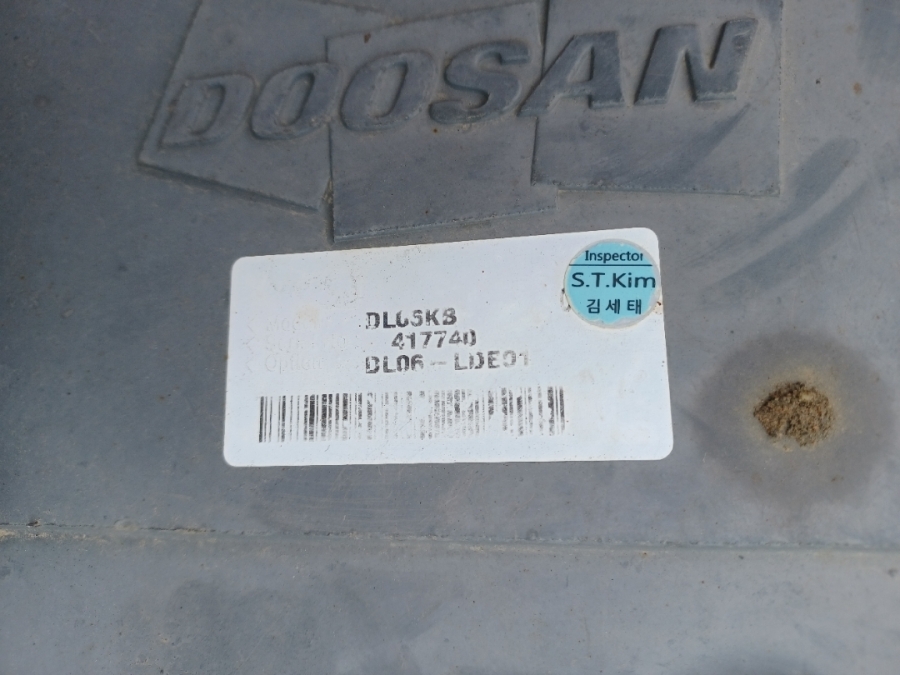 DOOSAN
Inspector
S.T.Kim
김세태
DL06KB
417740
DL06-LDE01